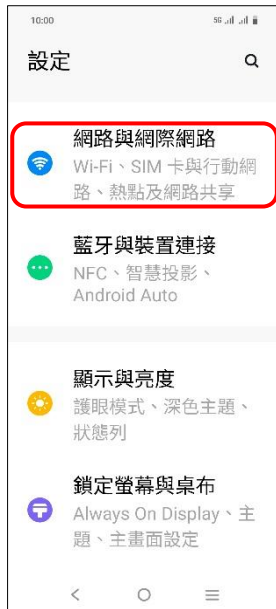 10:00
5G
設定
網路與網際網路
Wi-Fi、SIM 卡與行動網
路、熱點及網路共享
藍牙與裝置連接
NFC、智慧投影、
Android Auto
顯示與亮度
護眼模式、深色主題、
狀態列
鎖定螢幕與桌布
Always On Display、主
題、主畫面設定